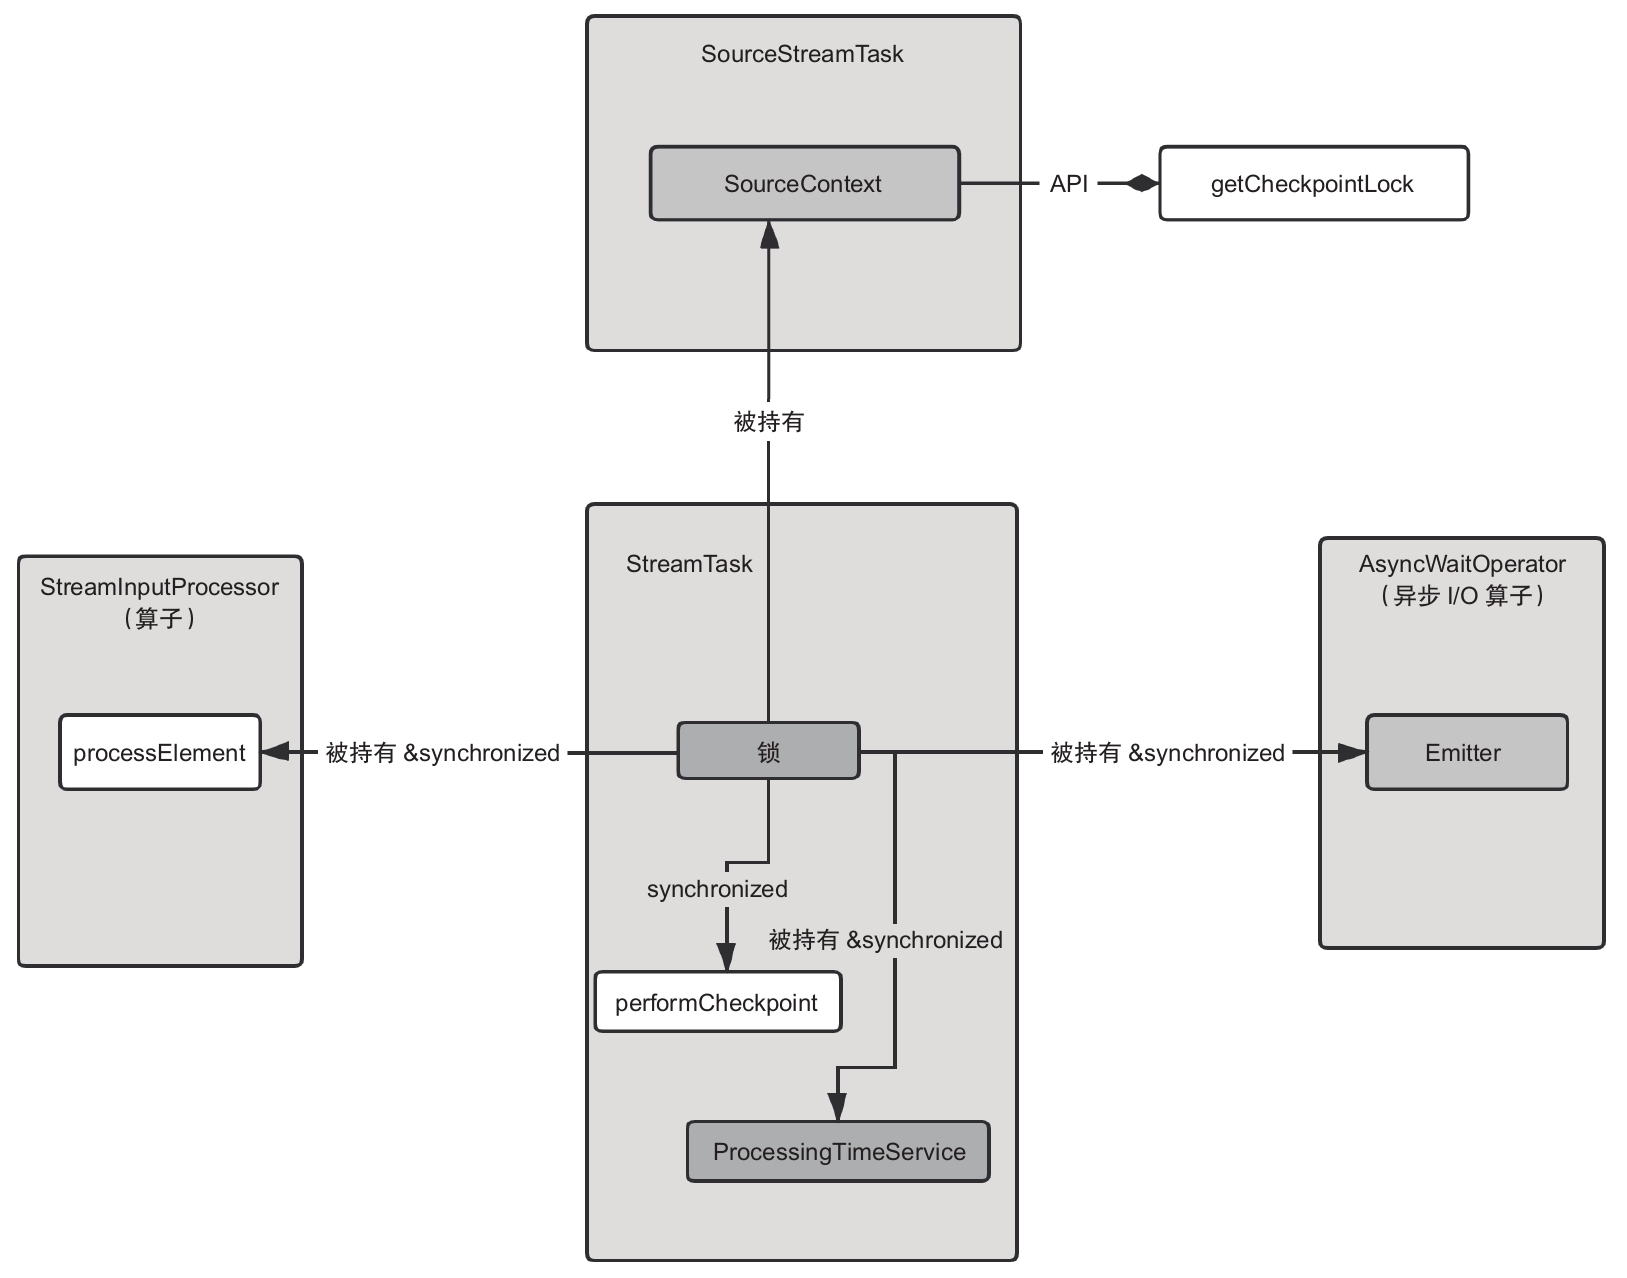 SourceStreamTask
SourceContext
API
getCheckpointLock
被持有
StreamTask
StreamInputProcessor
（算子）
AsyncWaitOperator
（异步 I/O 算子）
processElement
被持有 &synchronized
锁
被持有 &synchronized
Emitter
synchronized
被持有 &synchronized
performCheckpoint
ProcessingTimeService